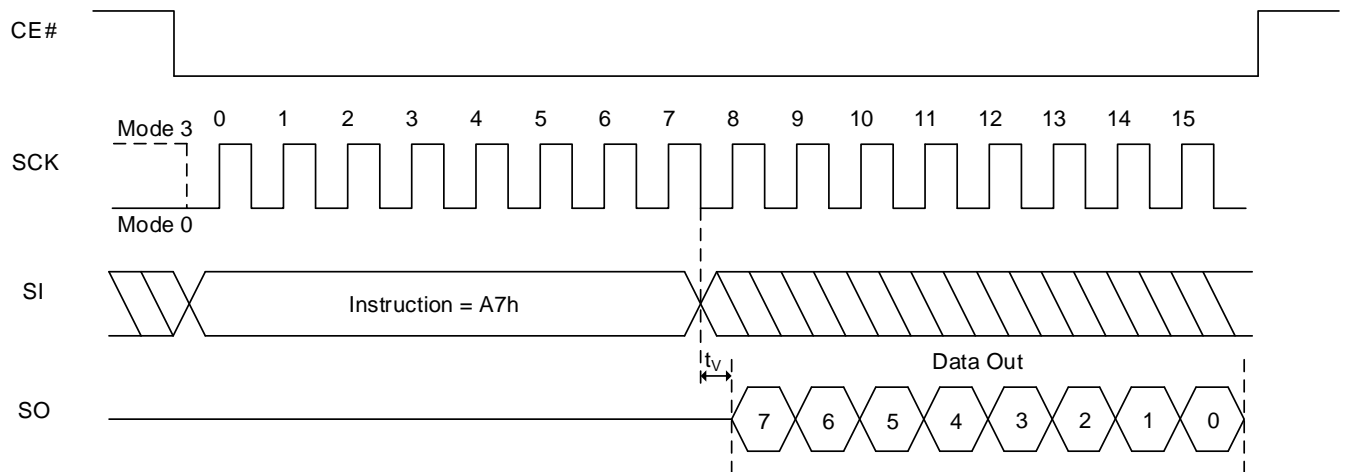 CE#
Mode 3
0 1 2 3 4 5 6 7 8 9 10 11 12 13 14 15
SCK
Mode 0
SI
Instruction = A7h
tV
Data Out
SO
7 6 5 4 3 2 1 0